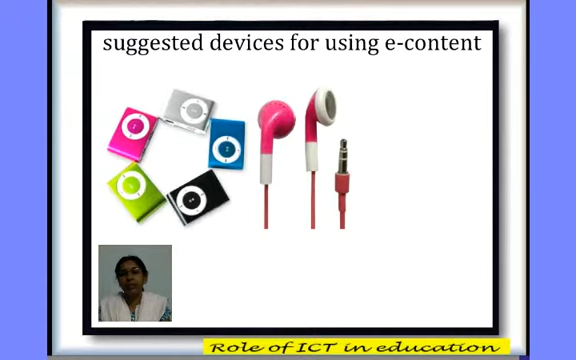 suggested devices for using e-content
Role of ICT in education